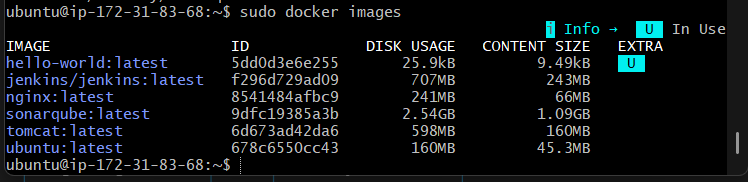 ubuntu@ip-172-31-83-68:~$ sudo docker images
i Info → U In Use
IMAGE ID DISK USAGE CONTENT SIZE EXTRA
hello-world:latest 5dd0d3e6e255 25.9kB 9.49kB U
jenkins/jenkins:latest f296d729ad09 707MB 243MB
nginx:latest 8541484afbc9 241MB 66MB
sonarqube:latest 9dfc19385a3b 2.54GB 1.09GB
tomcat:latest 6d673ad42da6 598MB 160MB
ubuntu:latest 678c6550cc43 160MB 45.3MB
ubuntu@ip-172-31-83-68:~$